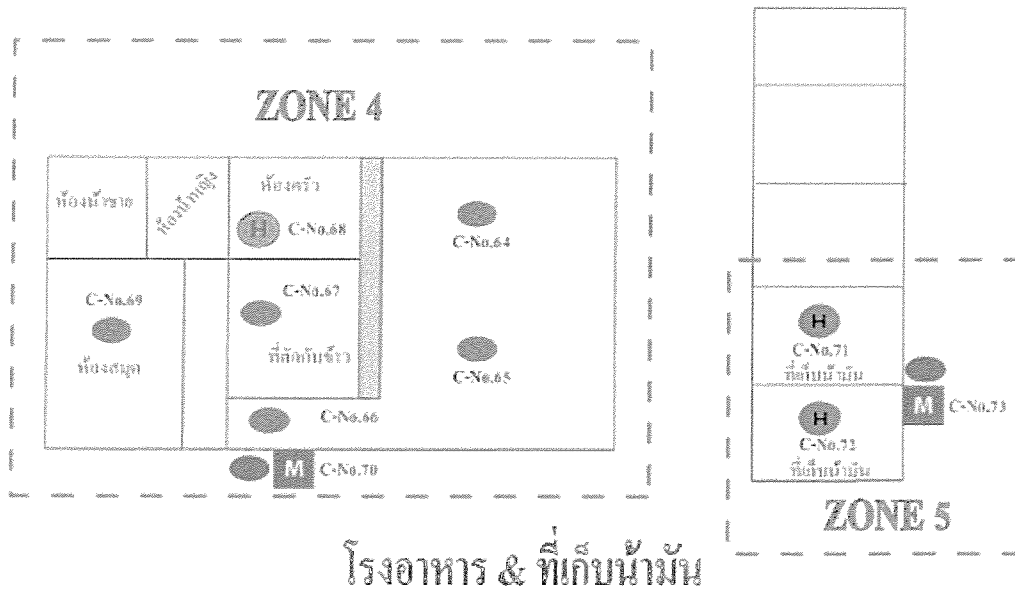 ZONE 4
ห้องน้ำชาย
ห้องน้ำหญิง
ห้องครัว
H C-No.68
C-No.64
C-No.69
ห้องสมุด
C-No.67
ที่ตักกับข้าว
C-No.65
C-No.66
M C-No.70
H
C-No.71
ที่เก็บน้ำมัน
M C-No.73
H
C-No.72
ที่เก็บน้ำมัน
ZONE 5
โรงอาหาร & ที่เก็บน้ำมัน